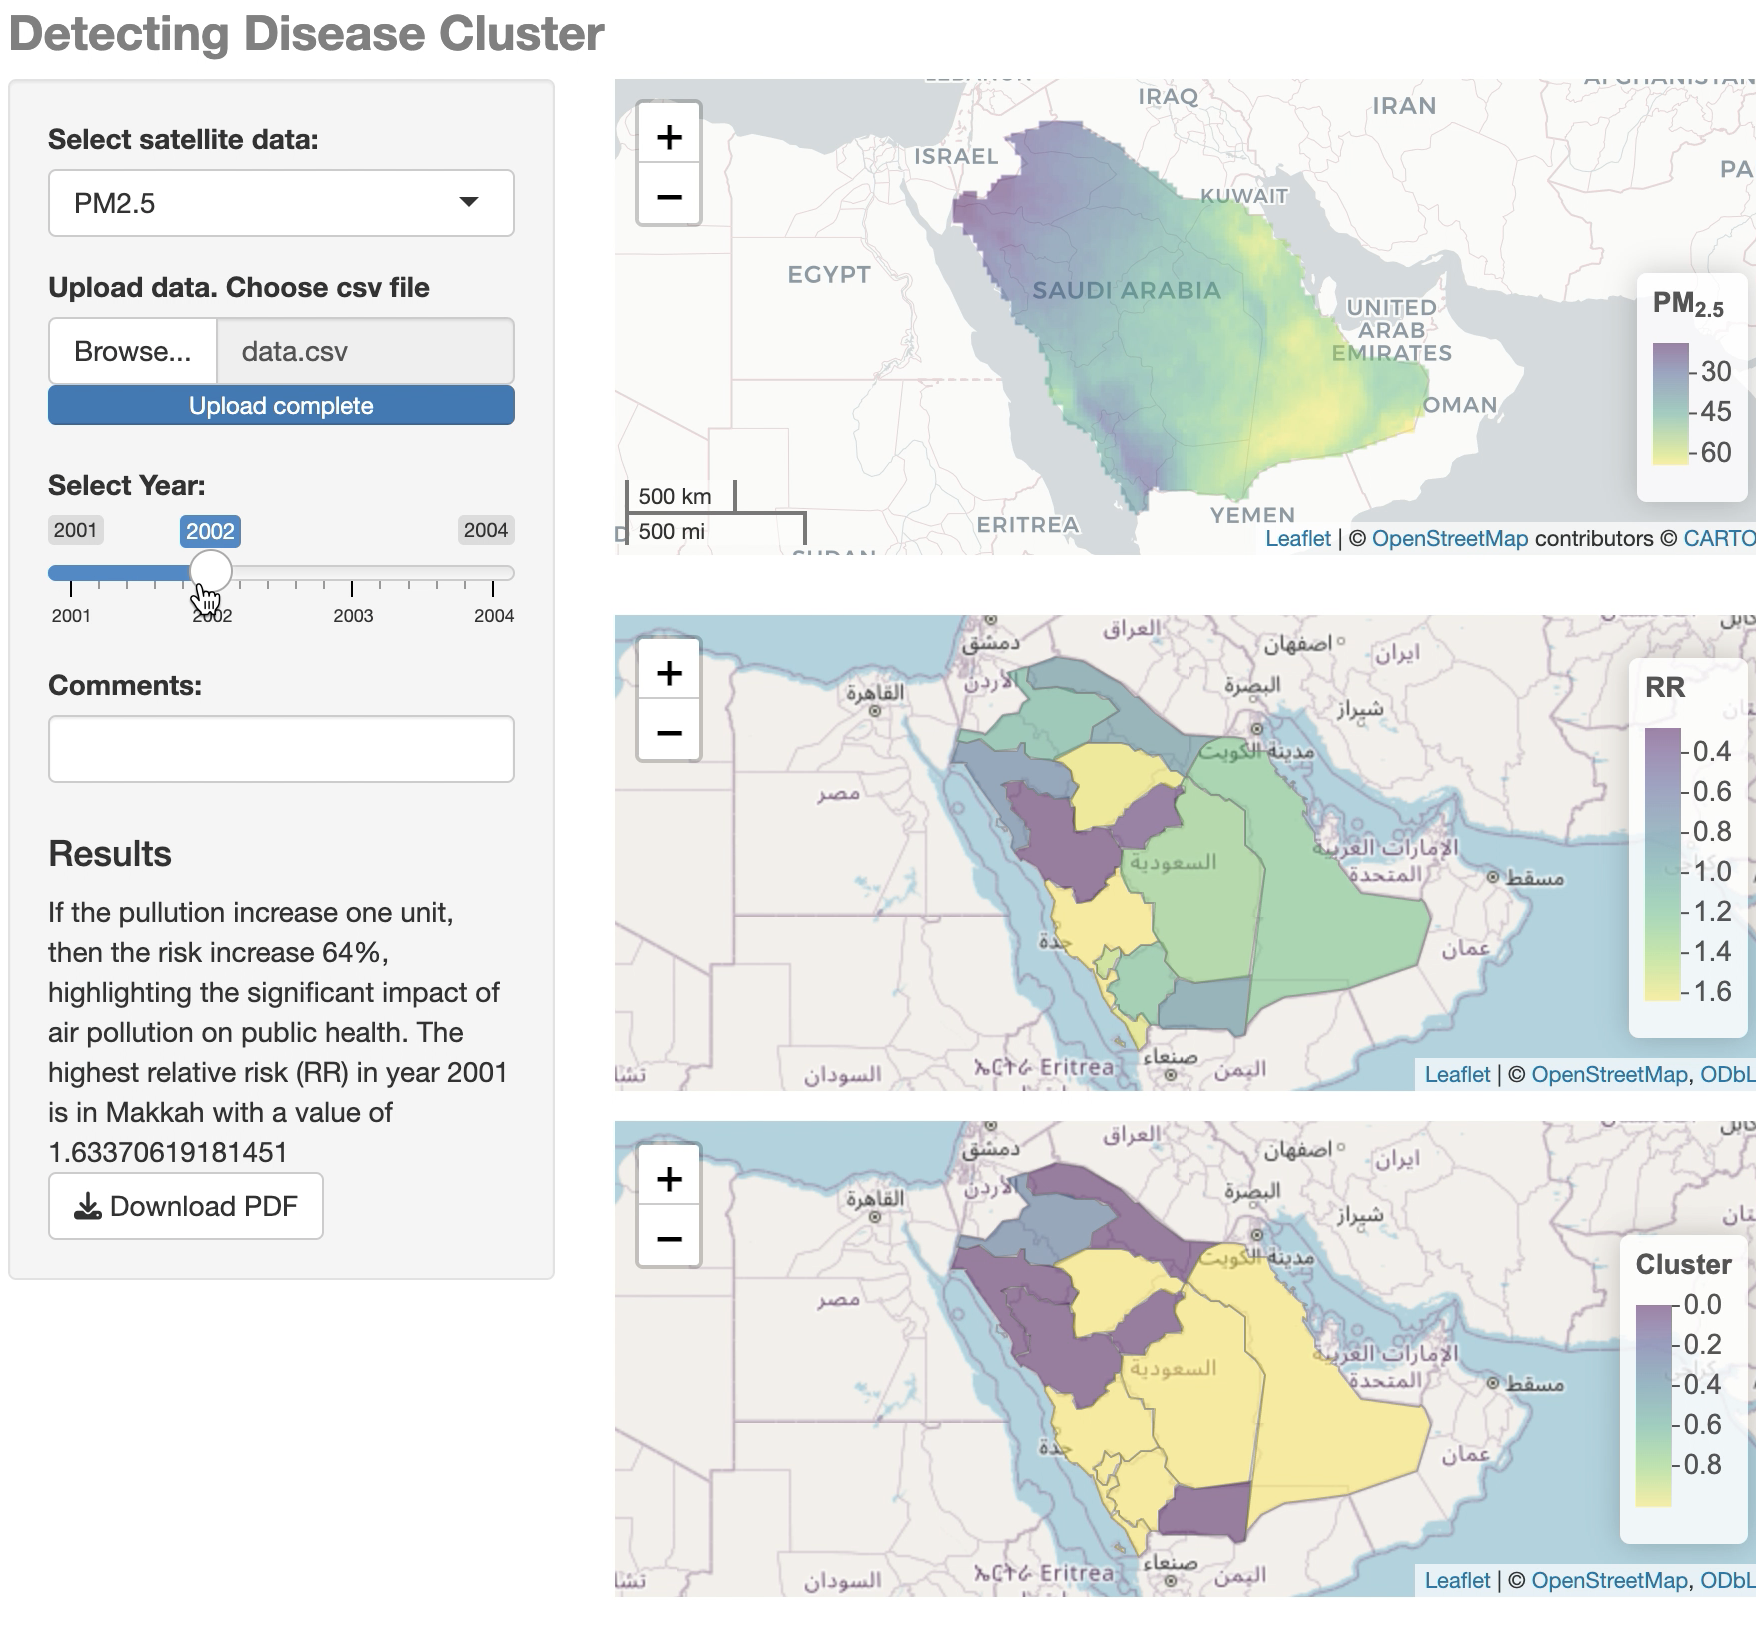 Detecting Disease Cluster
Select satellite data:
PM2.5
Upload data. Choose csv file
Browse...
data.csv
Upload complete
Select Year:
2001
2002
2004
2001
2002
2003
2004
Comments:
Results
If the pullution increase one unit,
then the risk increase 64%,
highlighting the significant impact of
air pollution on public health. The
highest relative risk (RR) in year 2001
is in Makkah with a value of
1.63370619181451
Download PDF
+
−
IRAQ
IRAN
ISRAEL
KUWAIT
EGYPT
SAUDI ARABIA
UNITED
ARAB
EMIRATES
OMAN
YEMEN
ERITREA
500 km
500 mi
PM2.5
30
45
60
Leaflet | © OpenStreetMap contributors © CARTO
+
−
دمشق
العراق
اصفهان
ایران
الأردن
القاهرة
البصرة
شیراز
مدينة الكويت
مصر
السعودية
الإمارات العربية
المتحدة
مسقط
جدة
عمان
صنعاء
ኤርትራ Eritrea
السودان
اليمن
RR
0.4
0.6
0.8
1.0
1.2
1.4
1.6
Leaflet | © OpenStreetMap, ODbL
+
−
دمشق
العراق
اصفهان
ایران
الأردن
القاهرة
البصرة
شیراز
مدينة الكويت
مصر
السعودية
الإمارات العربية
المتحدة
مسقط
جدة
عمان
صنعاء
ኤርትራ Eritrea
السودان
اليمن
Cluster
0.0
0.2
0.4
0.6
0.8
Leaflet | © OpenStreetMap, ODbL